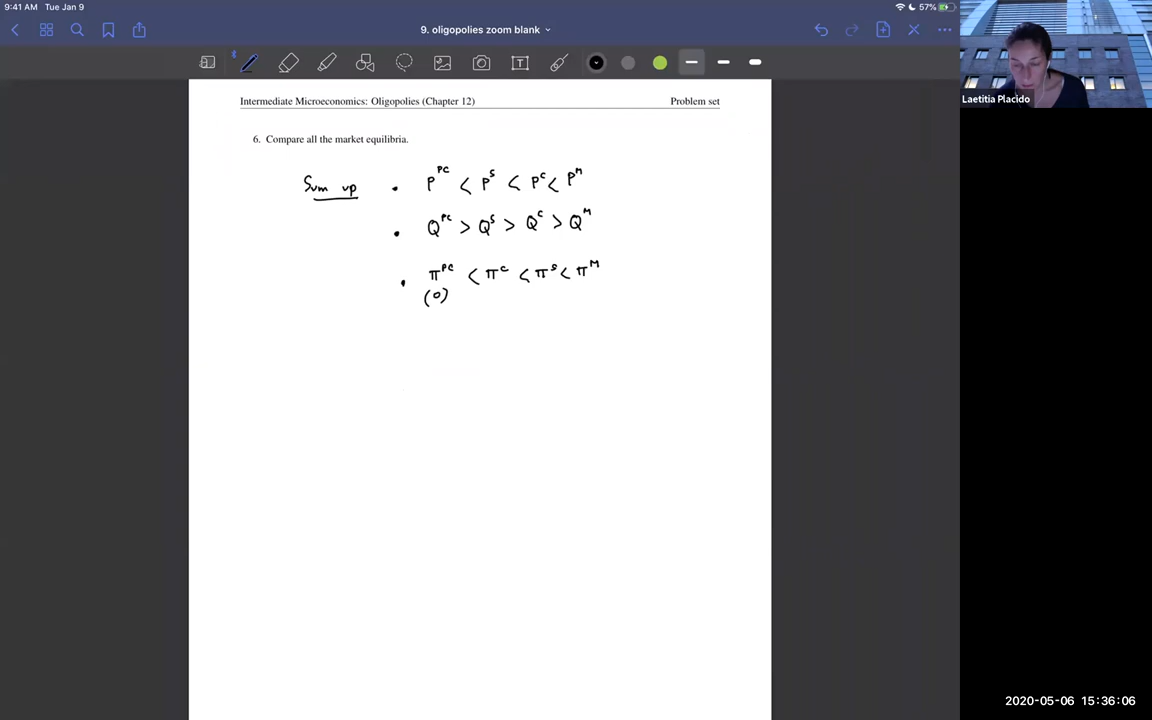 9:41 AM Tue Jan 9
57%
9. oligopolies zoom blank
Laetitia Placido
Intermediate Microeconomics: Oligopolies (Chapter 12) Problem set
6. Compare all the market equilibria.
Sum up • P^PC < P^S < P^C < P^M
• Q^PC > Q^S > Q^C > Q^M
• π^PC < π^C < π^S < π^M
(0)
2020-05-06 15:36:06